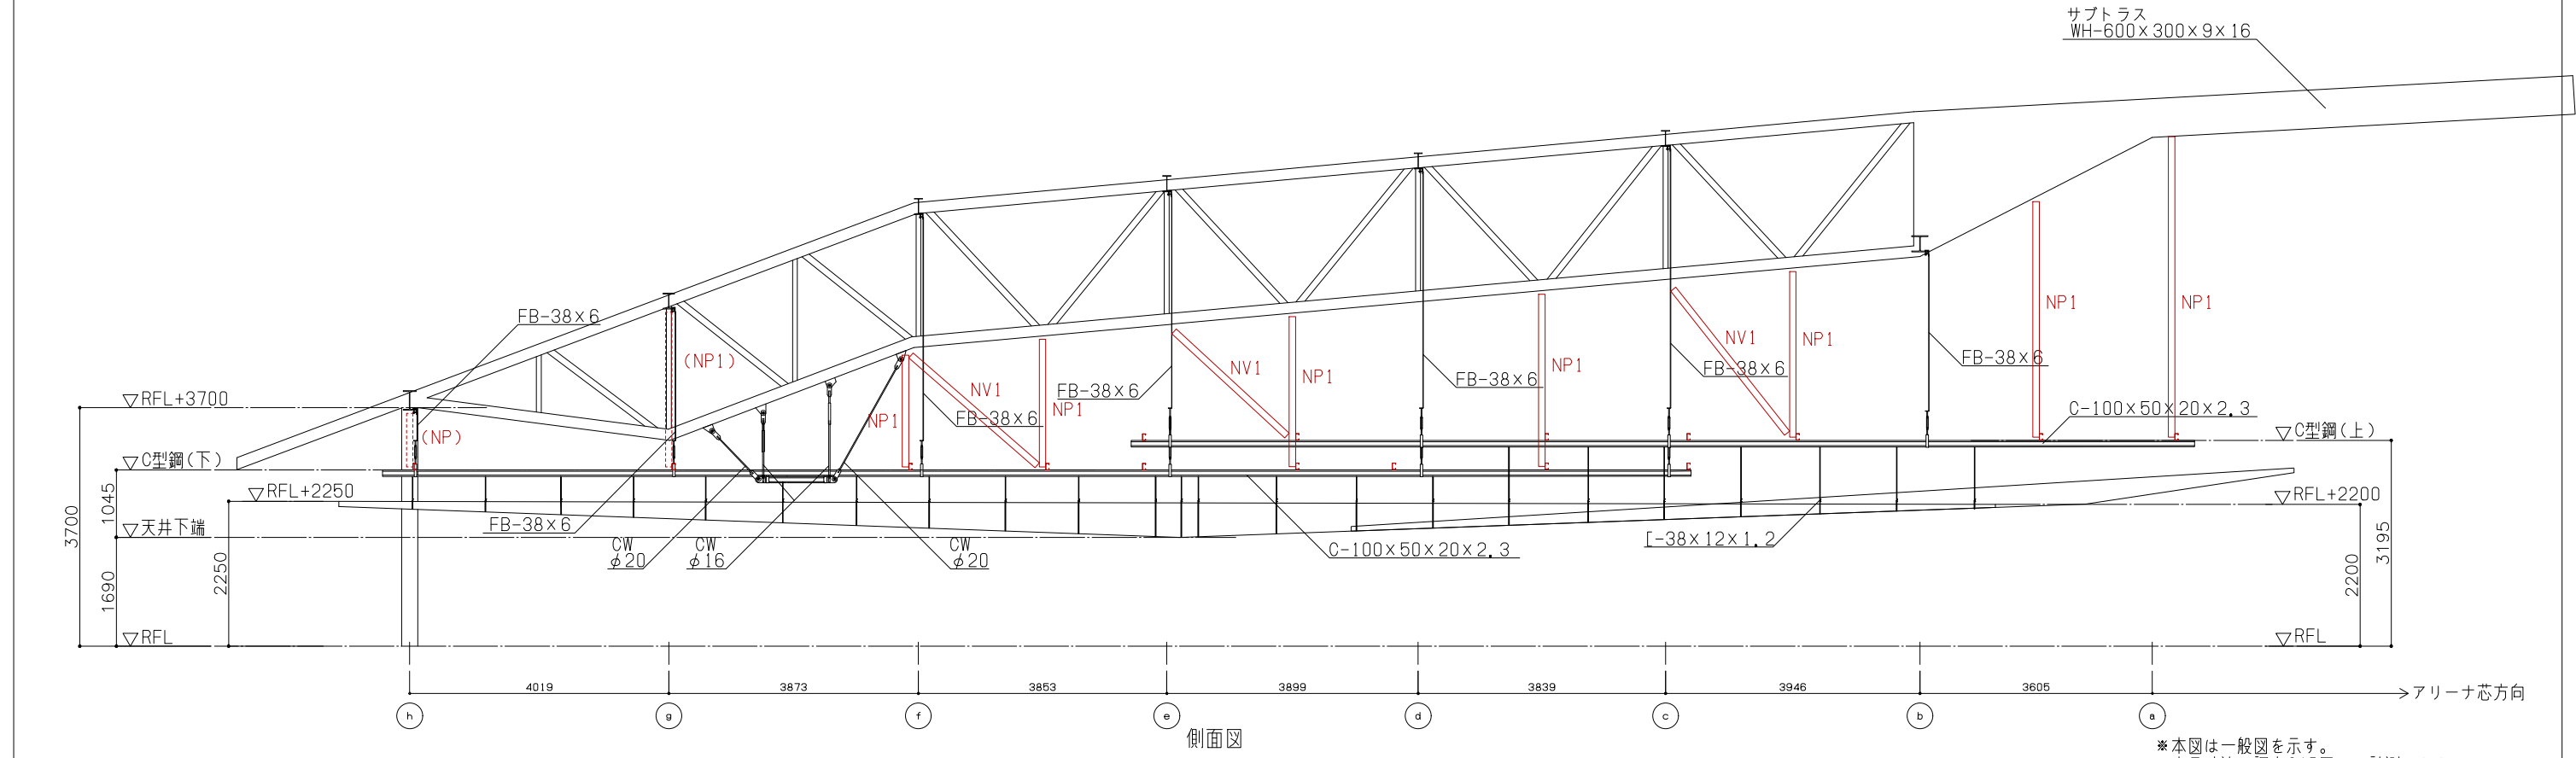 サブトラス
WH-600×300×9×16
FB-38×6
(NP1)
NP1
NP1
▽RFL+3700
(NP)
NP1
NV1
NP1
FB-38×6
FB-38×6
NV1
NP1
FB-38×6
NP1
NV1
NP1
FB-38×6
FB-38×6
C-100×50×20×2.3
▽C型鋼(上)
▽C型鋼(下)
▽RFL+2250
▽RFL+2200
▽天井下端
FB-38×6
CW
φ20
CW
φ16
CW
φ20
C-100×50×20×2.3
[-38×12×1.2
3700
1045
1690
2250
2200
3195
▽RFL
▽RFL
4019
3873
3853
3899
3839
3946
3605
アリーナ芯方向
h
g
f
e
d
c
b
a
側面図
※本図は一般図を示す。